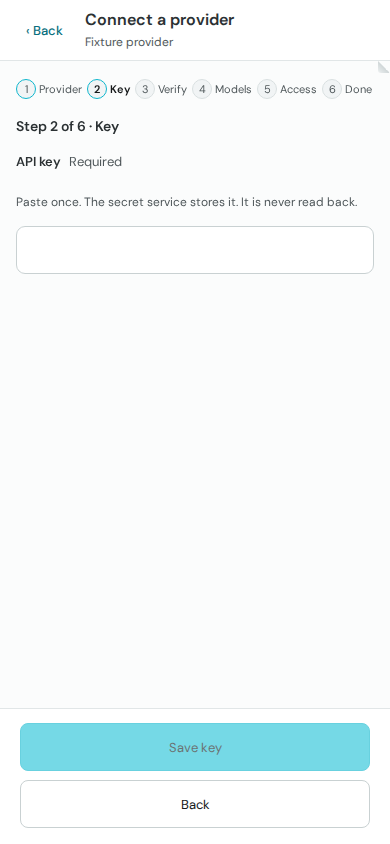 ‹ Back
Connect a provider
Fixture provider
1 Provider 2 Key 3 Verify 4 Models 5 Access 6 Done
Step 2 of 6 · Key
API key Required
Paste once. The secret service stores it. It is never read back.
Save key
Back